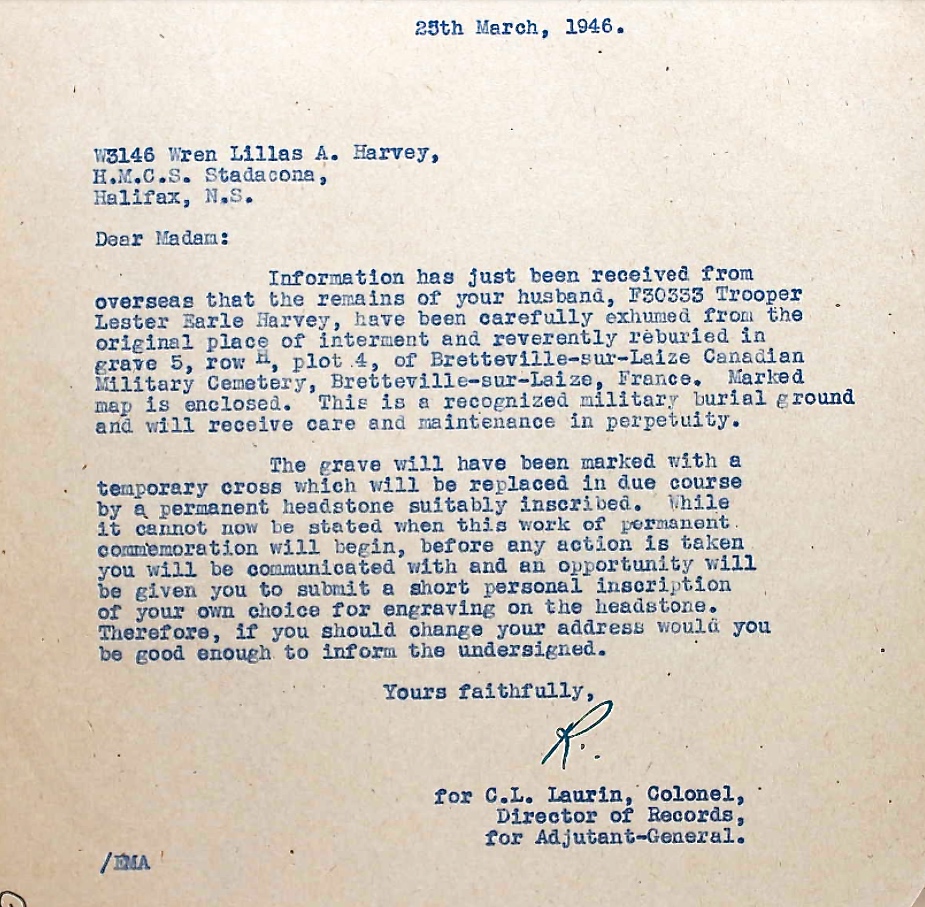 25th March, 1946.
W3146 Wren Lillas A. Harvey,
H.M.C.S. Stadacona,
Halifax, N.S.
Dear Madam:
Information has just been received from
overseas that the remains of your husband, F30333 Trooper
Lester Earle Harvey, have been carefully exhumed from the
original place of interment and reverently reburied in
grave 5, row H, plot 4, of Bretteville-sur-Laize Canadian
Military Cemetery, Bretteville-sur-Laize, France. Marked
map is enclosed. This is a recognized military burial ground
and will receive care and maintenance in perpetuity.
The grave will have been marked with a
temporary cross which will be replaced in due course
by a permanent headstone suitably inscribed. While
it cannot now be stated when this work of permanent
commemoration will begin, before any action is taken
you will be communicated with and an opportunity will
be given you to submit a short personal inscription
of your own choice for engraving on the headstone.
Therefore, if you should change your address would you
be good enough to inform the undersigned.
Yours faithfully,
R.
for C.L. Laurin, Colonel,
Director of Records,
for Adjutant-General.
/EMA